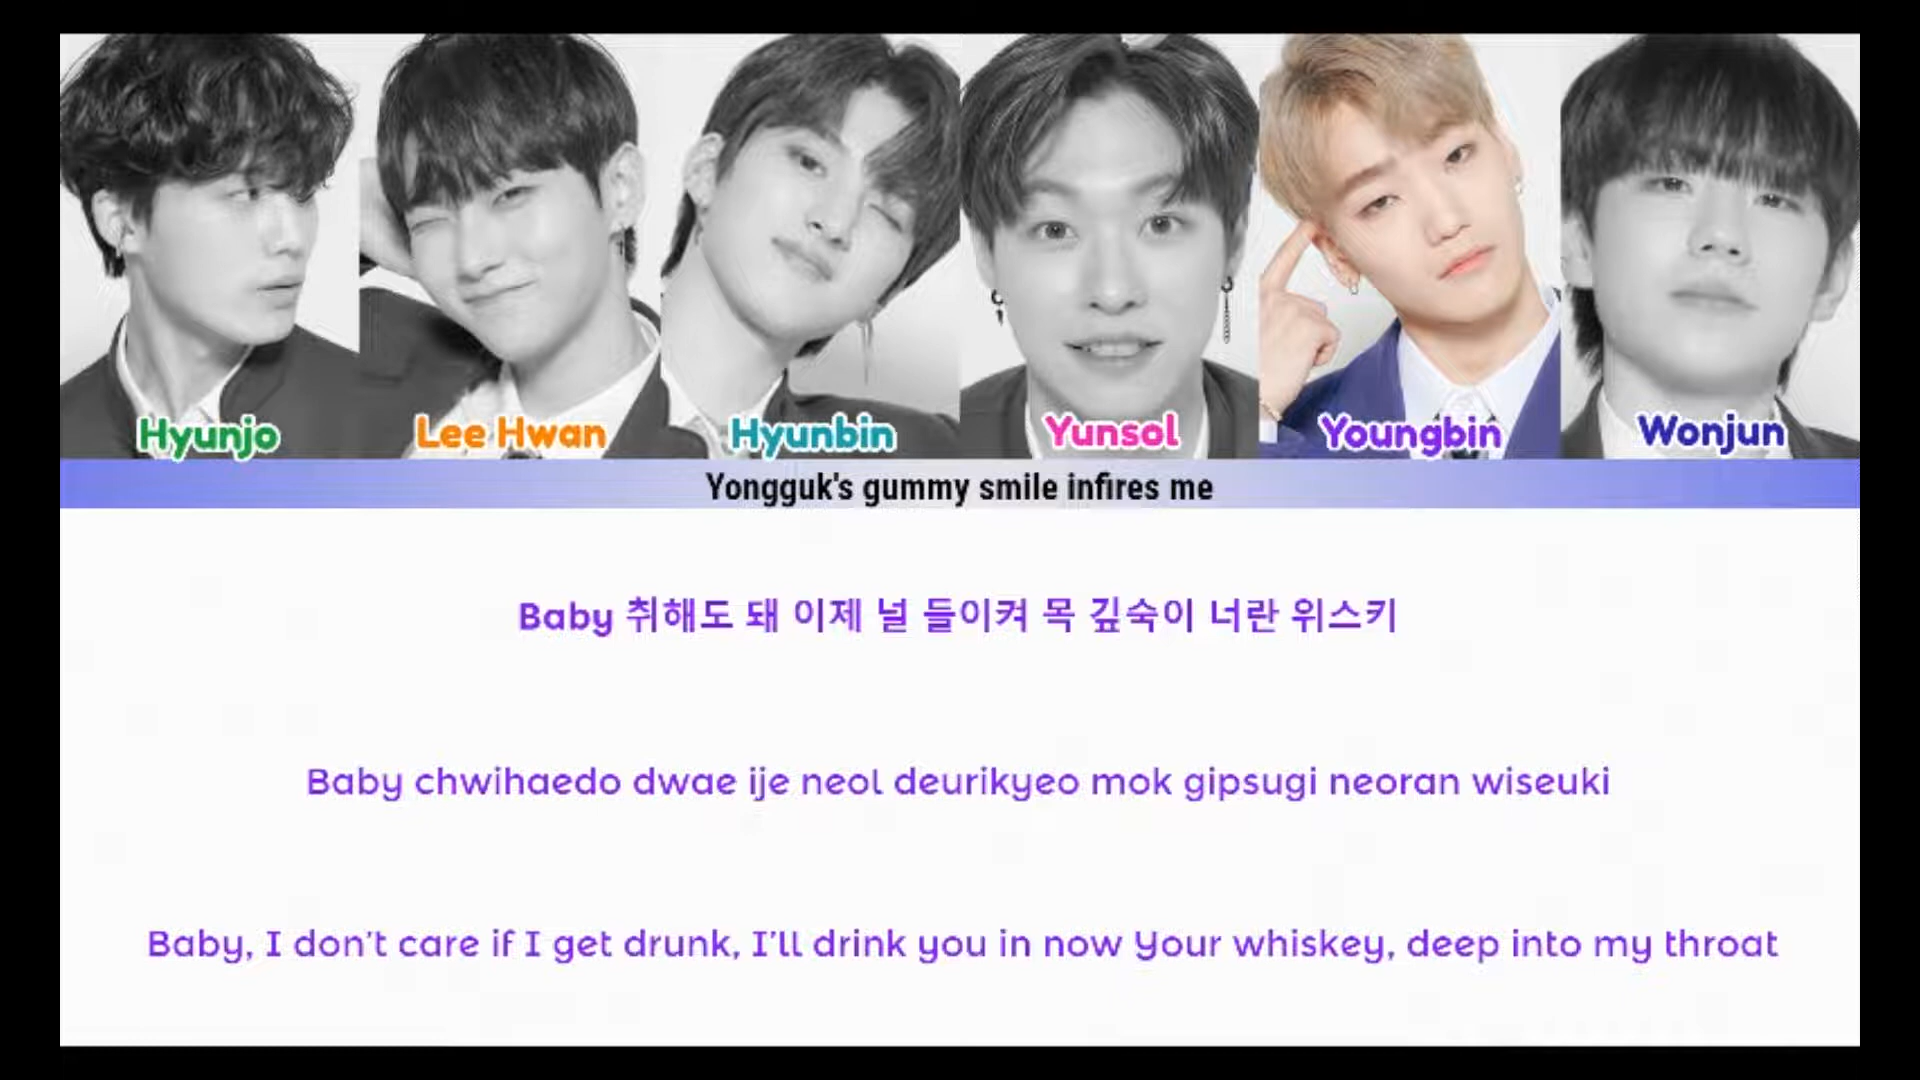 Hyunjo
Lee Hwan
Hyunbin
Yunsol
Youngbin
Wonjun
Yongguk's gummy smile infires me
Baby 취해도 돼 이제 널 들이켜 목 깊숙이 너란 위스키
Baby chwihaedo dwae ije neol deurikyeo mok gipsugi neoran wiseuki
Baby, I don't care if I get drunk, I'll drink you in now Your whiskey, deep into my throat